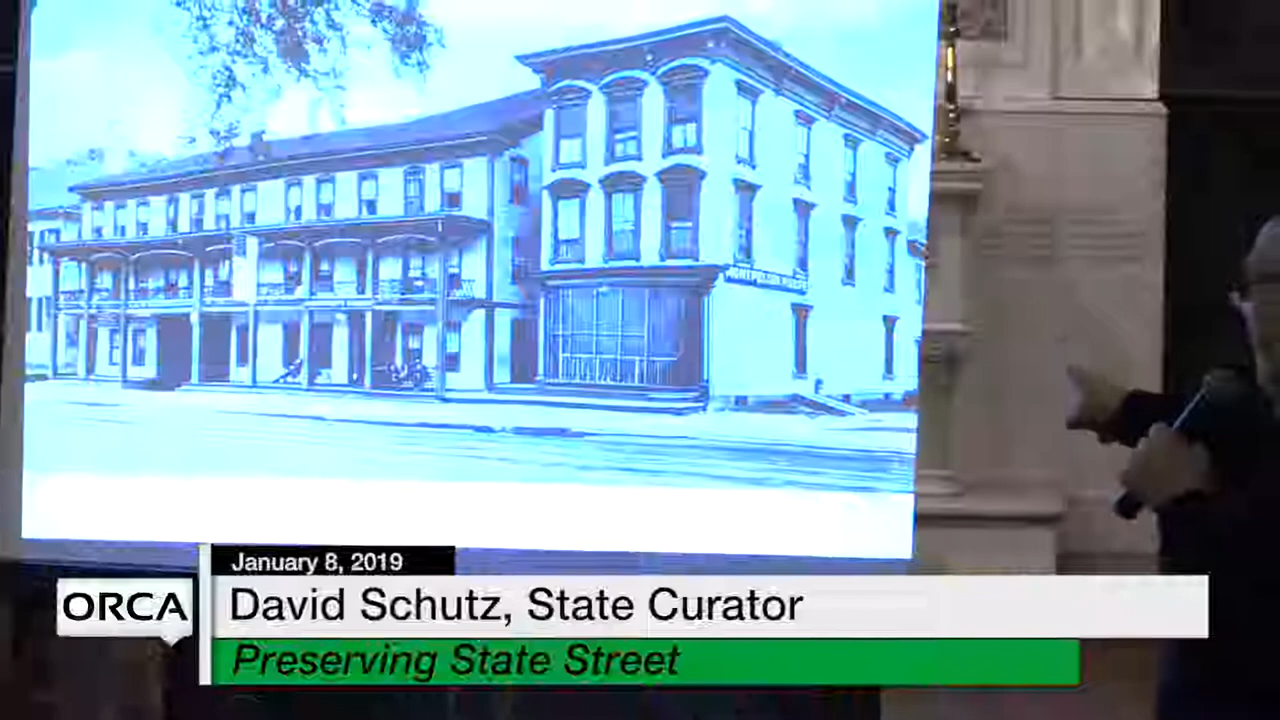 January 8, 2019
ORCA
David Schutz, State Curator
Preserving State Street